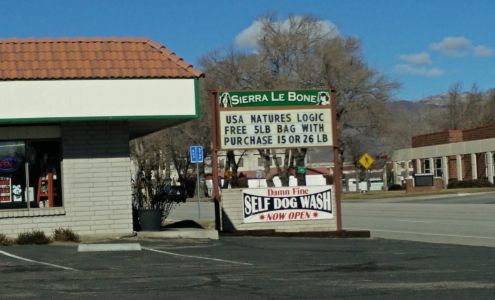 Sierra Le Bone
USA NATURES LOGIC
FREE 5LB BAG WITH
PURCHASE 15 OR 26 LB
Damn Fine
SELF DOG WASH
NOW OPEN